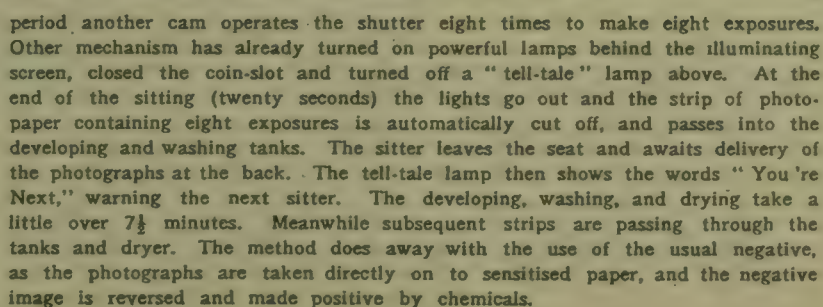 period another cam operates the shutter eight times to make eight exposures.
Other mechanism has already turned on powerful lamps behind the illuminating
screen, closed the coin-slot and turned off a “ tell-tale ” lamp above. At the
end of the sitting (twenty seconds) the lights go out and the strip of photo-
paper containing eight exposures is automatically cut off, and passes into the
developing and washing tanks. The sitter leaves the seat and awaits delivery of
the photographs at the back. The tell-tale lamp then shows the words “ You 're
Next,” warning the next sitter. The developing, washing, and drying take a
little over 7½ minutes. Meanwhile subsequent strips are passing through the
tanks and dryer. The method does away with the use of the usual negative,
as the photographs are taken directly on to sensitised paper, and the negative
image is reversed and made positive by chemicals.